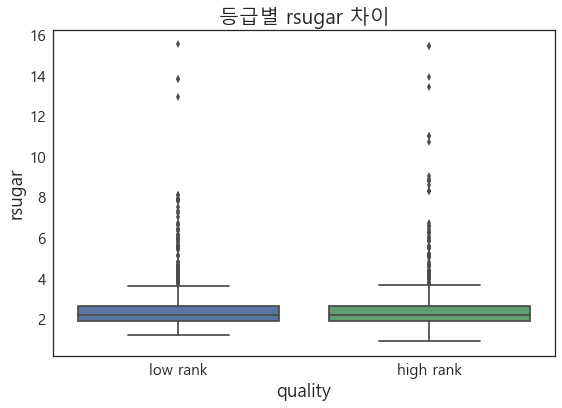 등급별 rsugar 차이
16
14
12
10
8
6
4
2
rsugar
low rank
high rank
quality